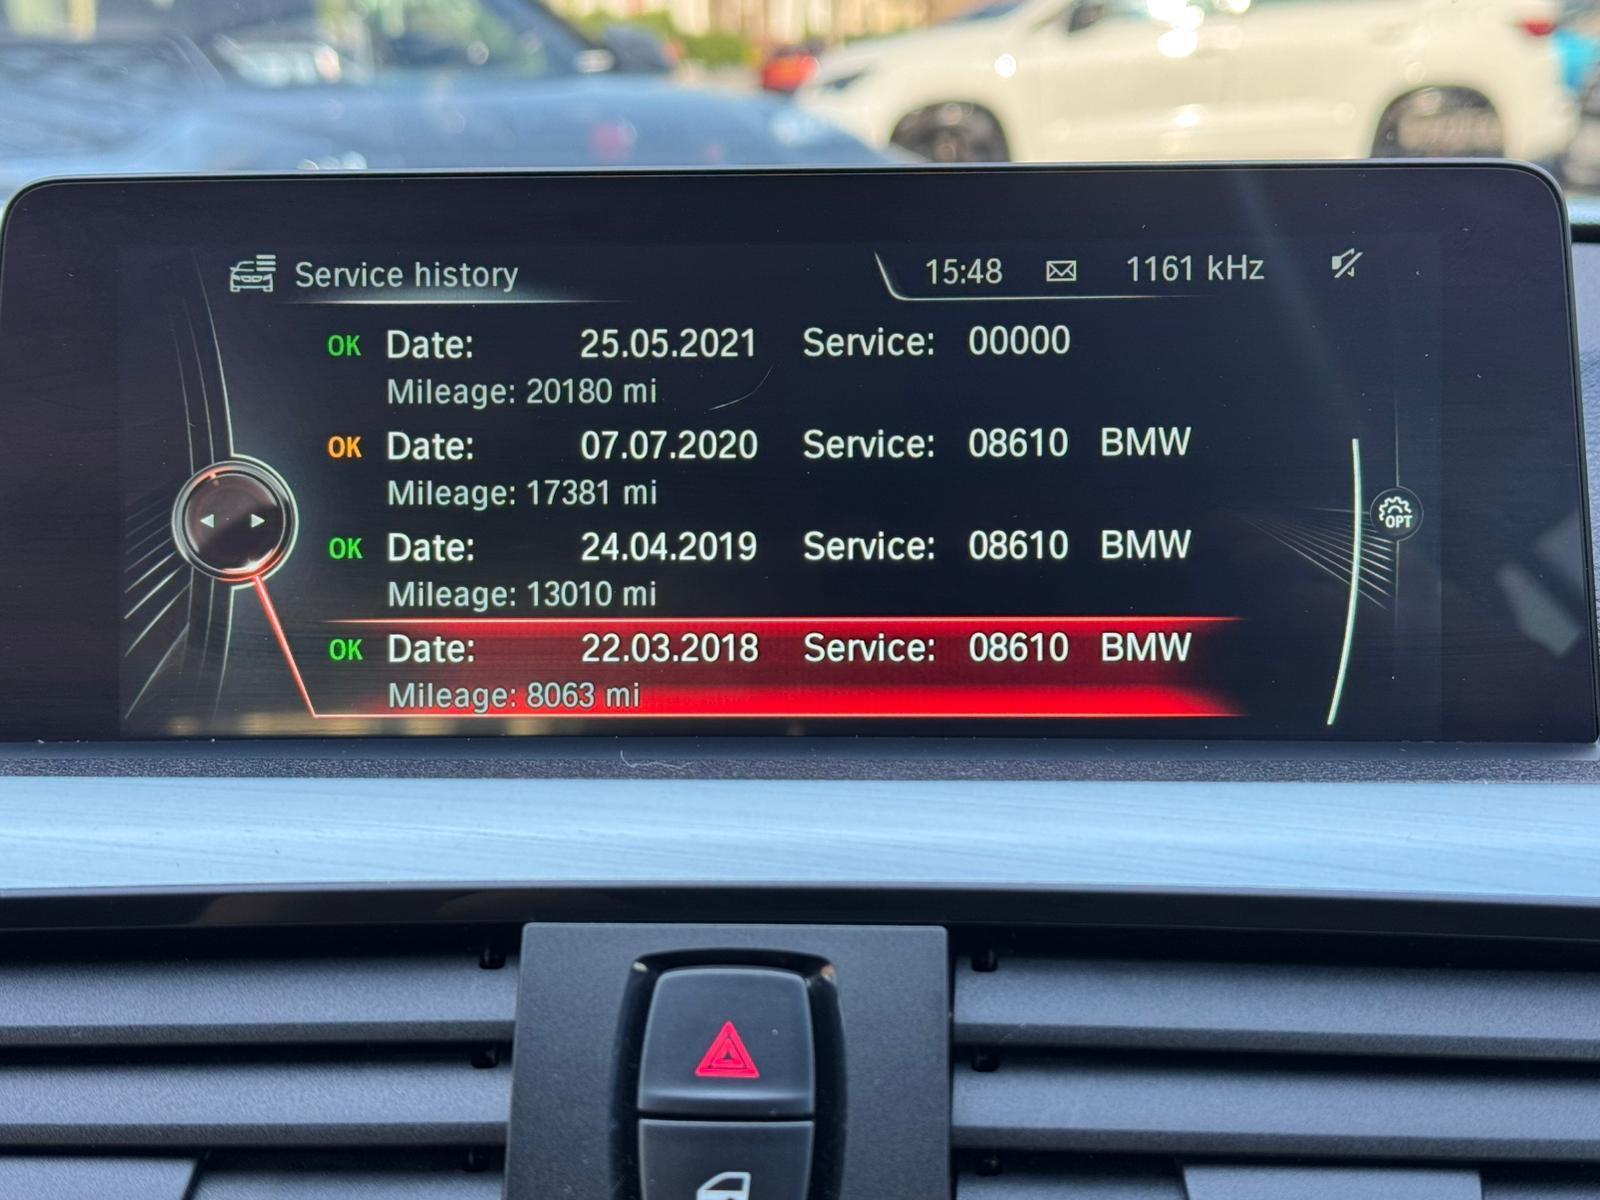 Service history 15:48 1161 kHz
OK Date: 25.05.2021 Service: 00000
Mileage: 20180 mi
OK Date: 07.07.2020 Service: 08610 BMW
Mileage: 17381 mi
OK Date: 24.04.2019 Service: 08610 BMW
Mileage: 13010 mi
OK Date: 22.03.2018 Service: 08610 BMW
Mileage: 8063 mi
OPT